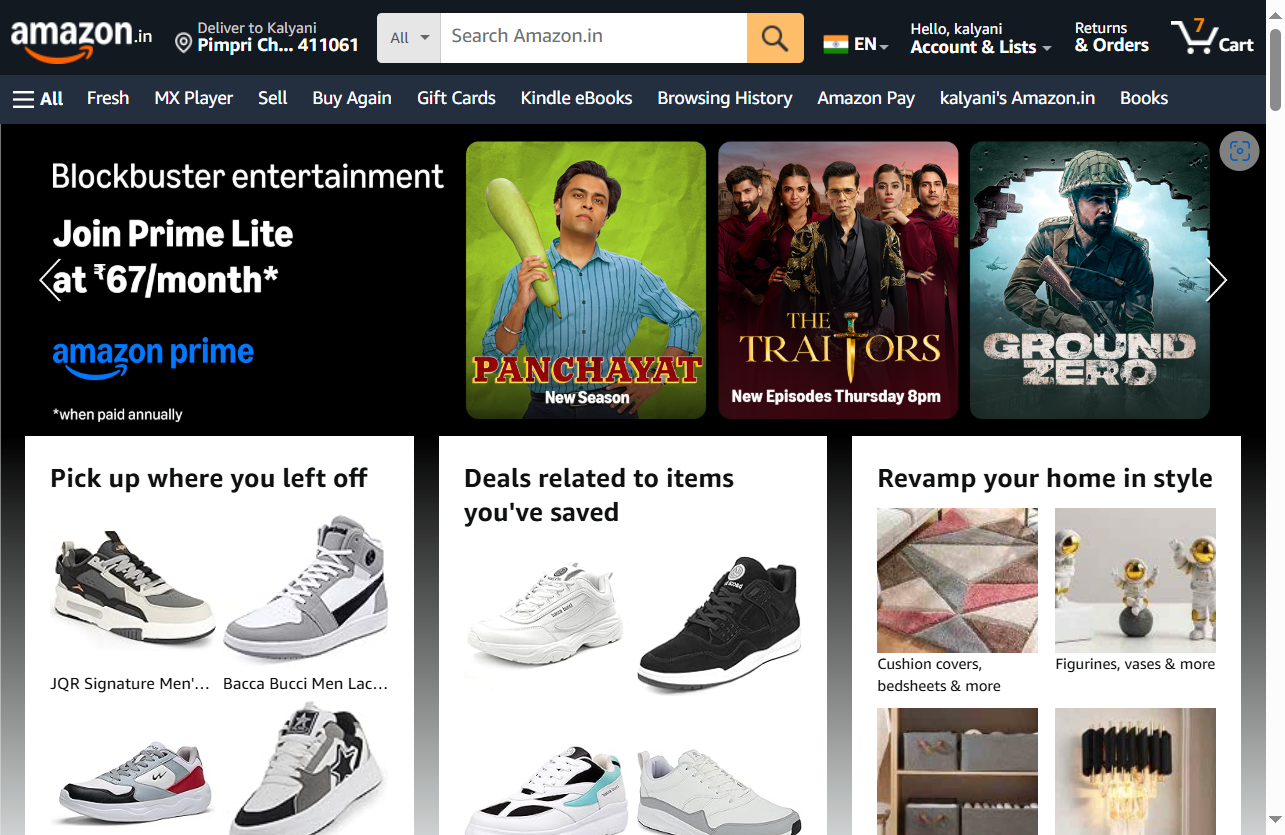 amazon.in
Deliver to Kalyani
Pimpri Ch... 411061
All
Search Amazon.in
EN
Hello, kalyani
Account & Lists
Returns
& Orders
7
Cart
All
Fresh
MX Player
Sell
Buy Again
Gift Cards
Kindle eBooks
Browsing History
Amazon Pay
kalyani's Amazon.in
Books
Blockbuster entertainment
Join Prime Lite
at ₹67/month*
amazon prime
*when paid annually
PANCHAYAT
New Season
THE
TRAITORS
New Episodes Thursday 8pm
GROUND
ZERO
Pick up where you left off
JQR Signature Men'...
Bacca Bucci Men Lac...
Deals related to items
you've saved
bacca bucci
Revamp your home in style
Cushion covers,
bedsheets & more
Figurines, vases & more